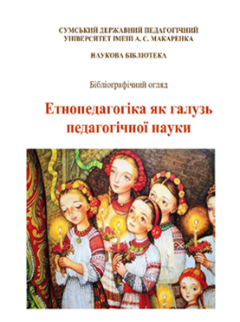 СУМСЬКИЙ ДЕРЖАВНИЙ ПЕДАГОГІЧНИЙ
УНІВЕРСИТЕТ ІМЕНІ А. С. МАКАРЕНКА
НАУКОВА БІБЛІОТЕКА
Бібліографічний огляд
Етнопедагогіка як галузь
педагогічної науки